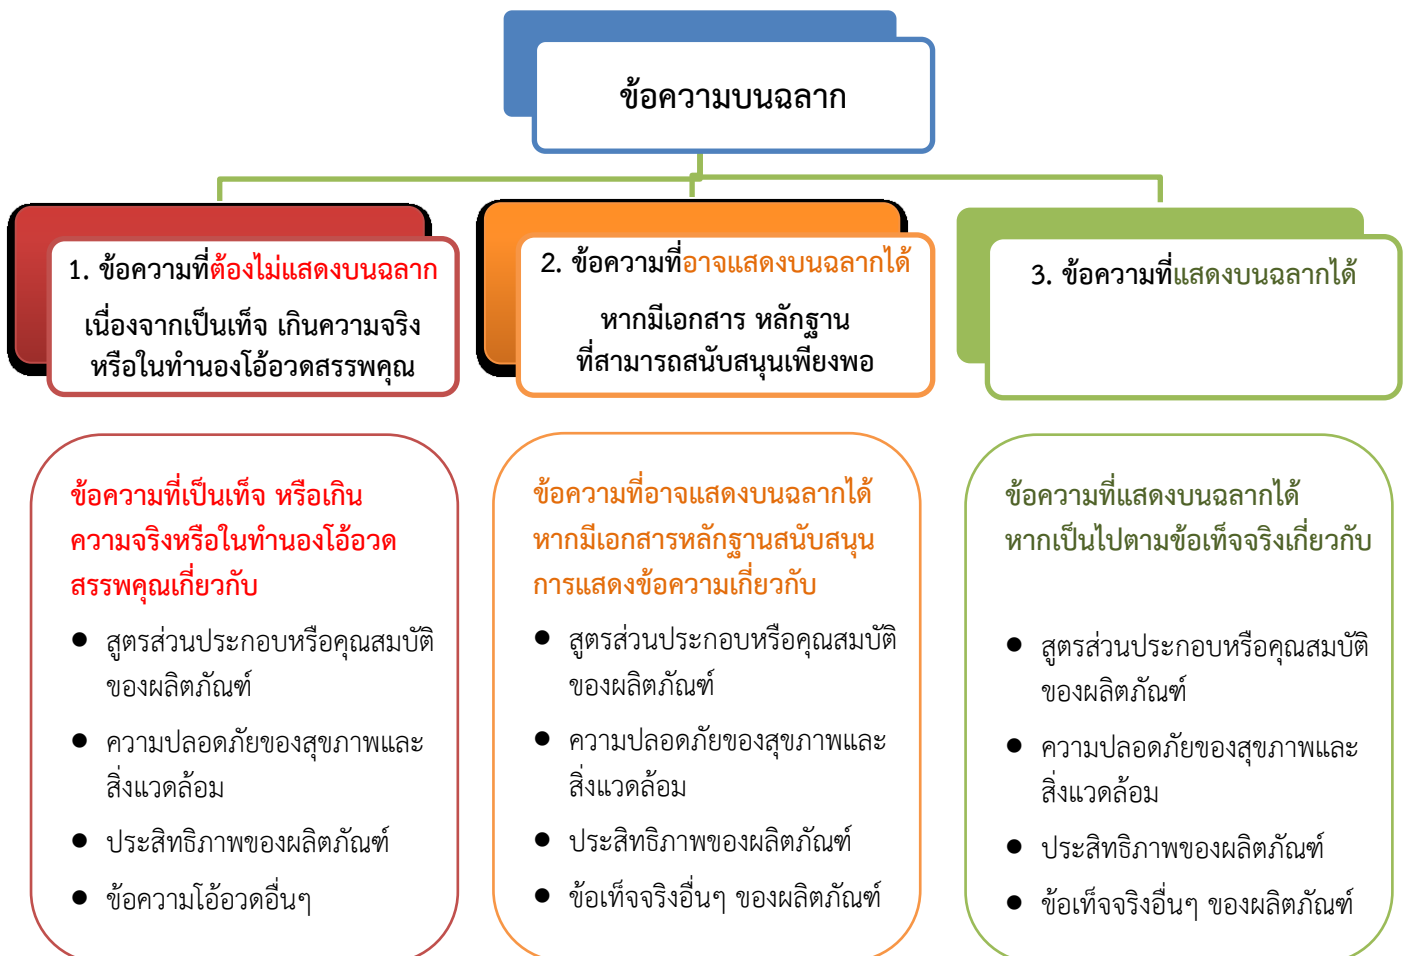 ข้อความบนฉลาก
1. ข้อความที่ต้องไม่แสดงบนฉลาก
เนื่องจากเป็นเท็จ เกินความจริง
หรือในทำนองโอ้อวดสรรพคุณ
2. ข้อความที่อาจแสดงบนฉลากได้
หากมีเอกสาร หลักฐาน
ที่สามารถสนับสนุนเพียงพอ
3. ข้อความที่แสดงบนฉลากได้
ข้อความที่เป็นเท็จ หรือเกิน
ความจริงหรือในทำนองโอ้อวด
สรรพคุณเกี่ยวกับ
● สูตรส่วนประกอบหรือคุณสมบัติ
ของผลิตภัณฑ์
● ความปลอดภัยของสุขภาพและ
สิ่งแวดล้อม
● ประสิทธิภาพของผลิตภัณฑ์
● ข้อความโอ้อวดอื่นๆ
ข้อความที่อาจแสดงบนฉลากได้
หากมีเอกสารหลักฐานสนับสนุน
การแสดงข้อความเกี่ยวกับ
● สูตรส่วนประกอบหรือคุณสมบัติ
ของผลิตภัณฑ์
● ความปลอดภัยของสุขภาพและ
สิ่งแวดล้อม
● ประสิทธิภาพของผลิตภัณฑ์
● ข้อเท็จจริงอื่นๆ ของผลิตภัณฑ์
ข้อความที่แสดงบนฉลากได้
หากเป็นไปตามข้อเท็จจริงเกี่ยวกับ
● สูตรส่วนประกอบหรือคุณสมบัติ
ของผลิตภัณฑ์
● ความปลอดภัยของสุขภาพและ
สิ่งแวดล้อม
● ประสิทธิภาพของผลิตภัณฑ์
● ข้อเท็จจริงอื่นๆ ของผลิตภัณฑ์